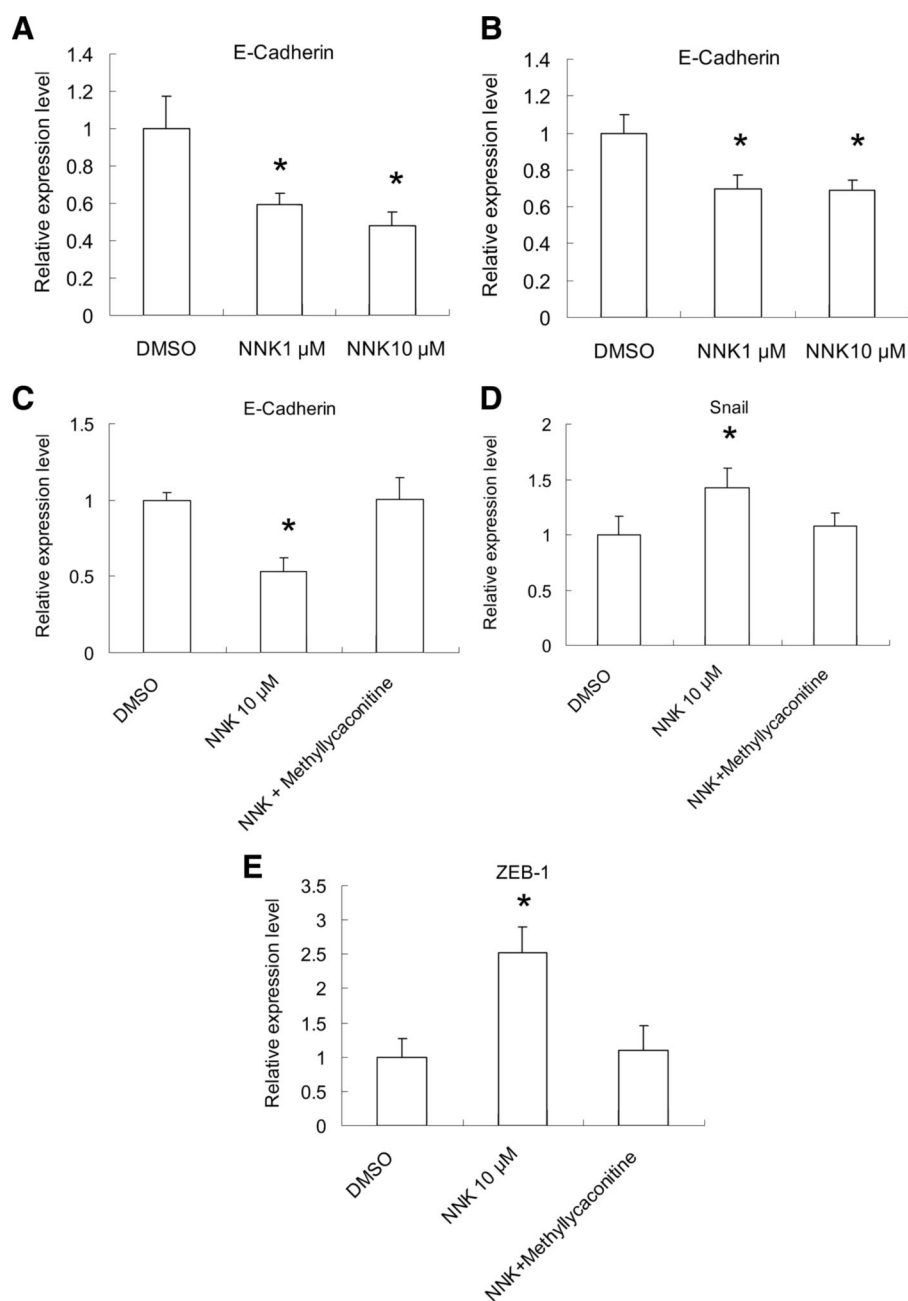 A
E-Cadherin
Relative expression level
1.4
1.2
1
0.8
0.6
0.4
0.2
0
*
*
DMSO
NNK1 µM
NNK10 µM
B
E-Cadherin
Relative expression level
1.4
1.2
1
0.8
0.6
0.4
0.2
0
*
*
DMSO
NNK1 µM
NNK10 µM
C
E-Cadherin
Relative expression level
1.5
1
0.5
0
*
DMSO
NNK 10 µM
NNK + Methyllycaconitine
D
Snail
Relative expression level
2
1.5
1
0.5
0
*
DMSO
NNK 10 µM
NNK+Methyllycaconitine
E
ZEB-1
Relative expression level
3.5
3
2.5
2
1.5
1
0.5
0
*
DMSO
NNK 10 µM
NNK+Methyllycaconitine